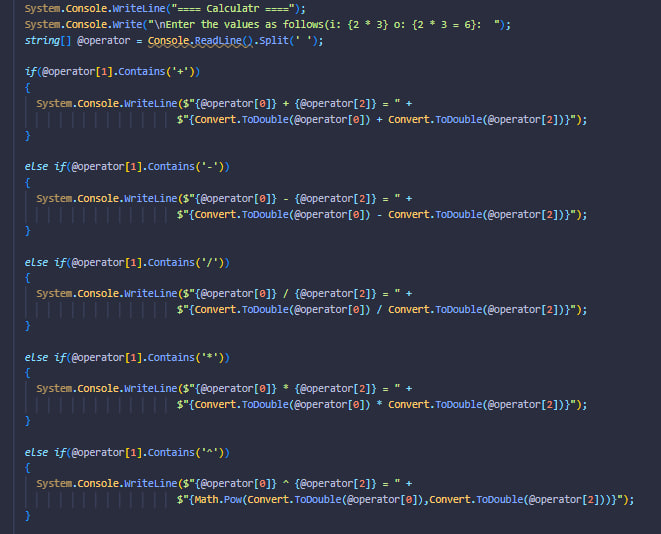 System.Console.WriteLine("==== Calculatr ====");
System.Console.Write("\nEnter the values as follows(i: {2 * 3} o: {2 * 3 = 6}:  ");
string[] @operator = Console.ReadLine().Split(' ');
if(@operator[1].Contains('+'))
{
System.Console.WriteLine($"{@operator[0]} + {@operator[2]} = " +
$"{Convert.ToDouble(@operator[0]) + Convert.ToDouble(@operator[2])}");
}
else if(@operator[1].Contains('-'))
{
System.Console.WriteLine($"{@operator[0]} - {@operator[2]} = " +
$"{Convert.ToDouble(@operator[0]) - Convert.ToDouble(@operator[2])}");
}
else if(@operator[1].Contains('/'))
{
System.Console.WriteLine($"{@operator[0]} / {@operator[2]} = " +
$"{Convert.ToDouble(@operator[0]) / Convert.ToDouble(@operator[2])}");
}
else if(@operator[1].Contains('*'))
{
System.Console.WriteLine($"{@operator[0]} * {@operator[2]} = " +
$"{Convert.ToDouble(@operator[0]) * Convert.ToDouble(@operator[2])}");
}
else if(@operator[1].Contains('^'))
{
System.Console.WriteLine($"{@operator[0]} ^ {@operator[2]} = " +
$"{Math.Pow(Convert.ToDouble(@operator[0]),Convert.ToDouble(@operator[2]))}");
}